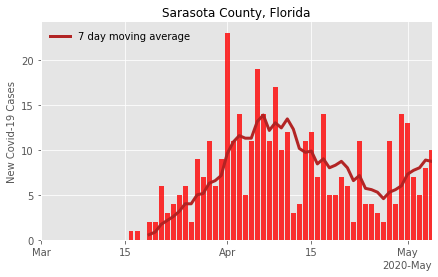 Sarasota County, Florida
7 day moving average
New Covid-19 Cases
20
15
10
5
0
Mar
15
Apr
15
May
2020-May